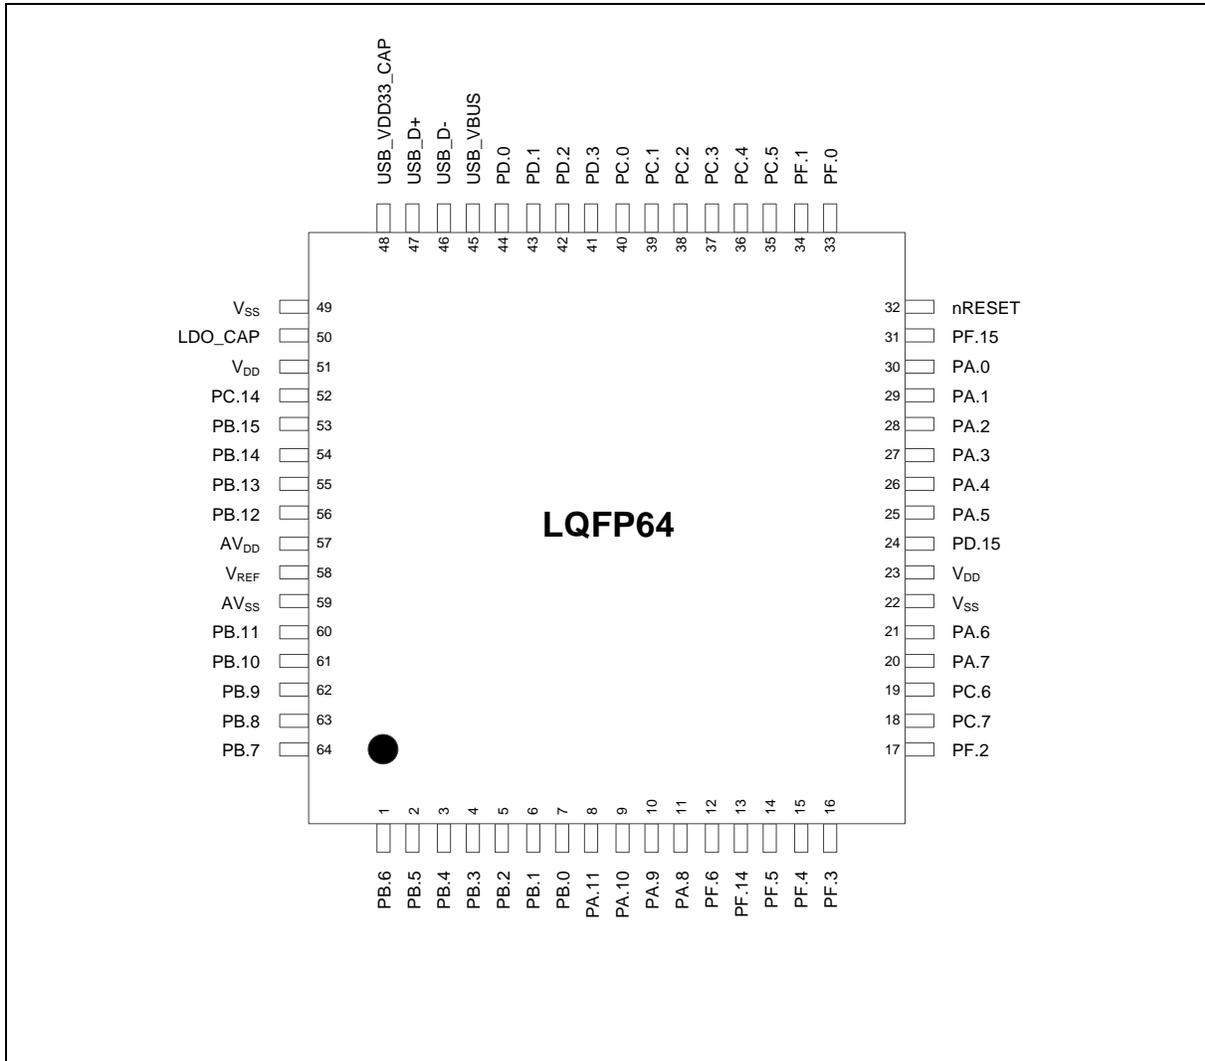 USB_VDD33_CAP
USB_D+
USB_D-
USB_VBUS
PD.0
PD.1
PD.2
PD.3
PC.0
PC.1
PC.2
PC.3
PC.4
PC.5
PF.1
PF.0
48
47
46
45
44
43
42
41
40
39
38
37
36
35
34
33
VSS 49
LDO_CAP 50
VDD 51
PC.14 52
PB.15 53
PB.14 54
PB.13 55
PB.12 56
AVDD 57
VREF 58
AVSS 59
PB.11 60
PB.10 61
PB.9 62
PB.8 63
PB.7 64
LQFP64
32 nRESET
31 PF.15
30 PA.0
29 PA.1
28 PA.2
27 PA.3
26 PA.4
25 PA.5
24 PD.15
23 VDD
22 VSS
21 PA.6
20 PA.7
19 PC.6
18 PC.7
17 PF.2
1
2
3
4
5
6
7
8
9
10
11
12
13
14
15
16
PB.6
PB.5
PB.4
PB.3
PB.2
PB.1
PB.0
PA.11
PA.10
PA.9
PA.8
PF.6
PF.14
PF.5
PF.4
PF.3